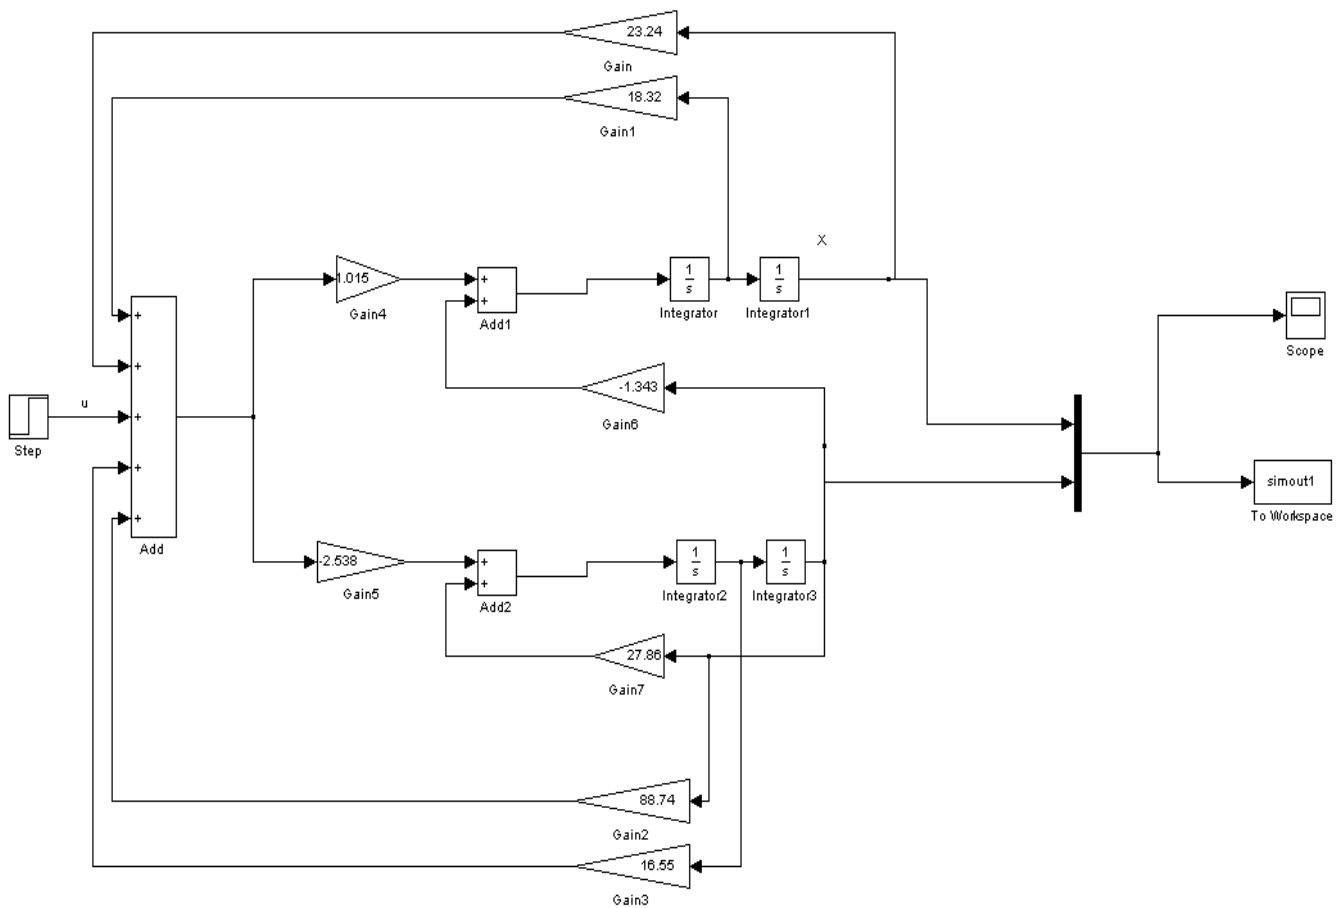 23.24
Gain
18.32
Gain1
X
1.015
Gain4
+
+
Add1
1
s
Integrator
1
s
Integrator1
Scope
-1.343
Gain6
u
Step
+
+
+
+
+
Add
simout1
To Workspace
-2.538
Gain5
+
+
Add2
1
s
Integrator2
1
s
Integrator3
27.86
Gain7
88.74
Gain2
16.55
Gain3